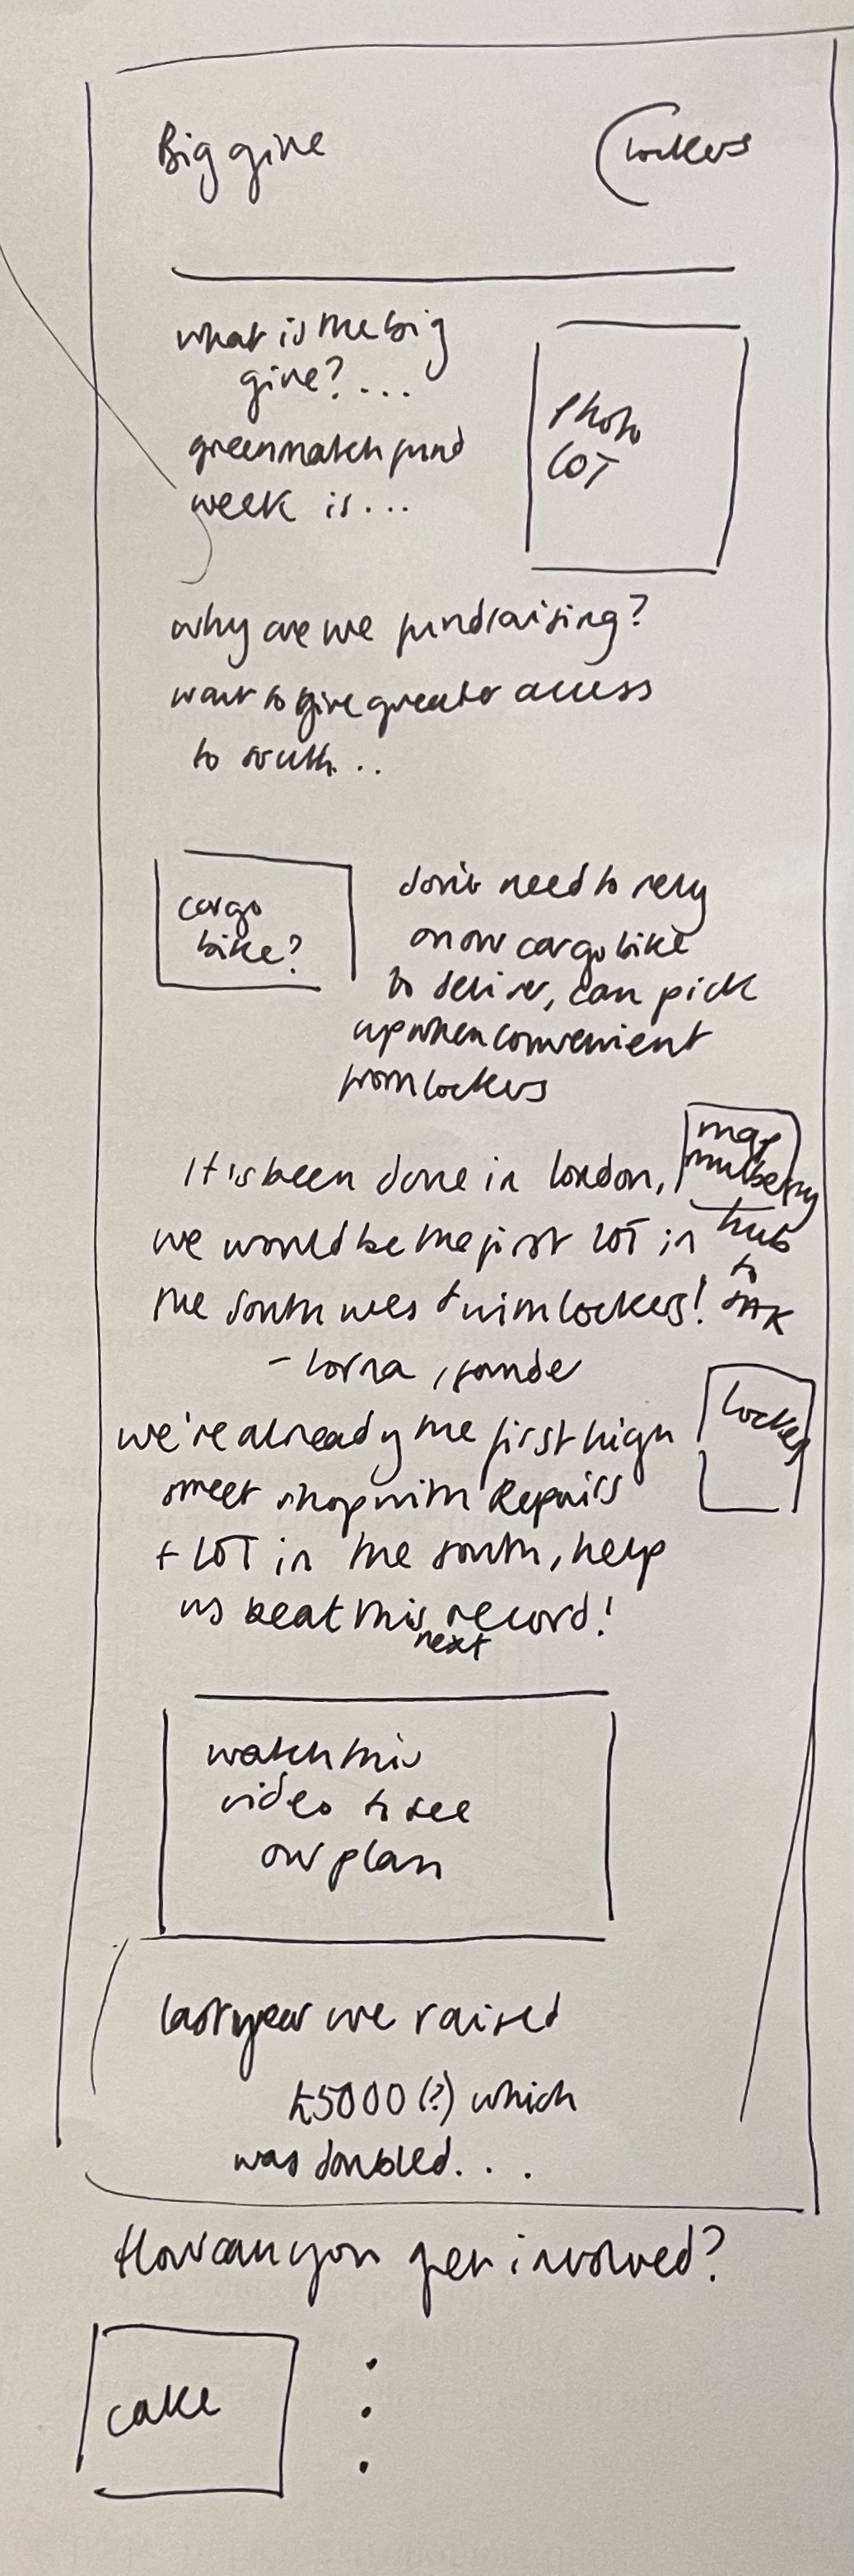 Big give
Lockers
what is the big
give?...
green match fund
week is...
Photo
LOT
why are we fundraising?
want to give greater access
to south..
cargo
bike?
don't need to rely
on our cargo bike
to deliver, can pick
up when convenient
from lockers
It is been done in London,
we would be the first LOT in
the South west with lockers!
- Lorna,
map
mulberry
hub
to
we're already the first high
street shop with Repairs
+ LOT in the south, help
us beat this record!
next
Locker
watch this
video to see
our plan
last year we raised
£5000 (?) which
was doubled...
How can you get involved?
cake